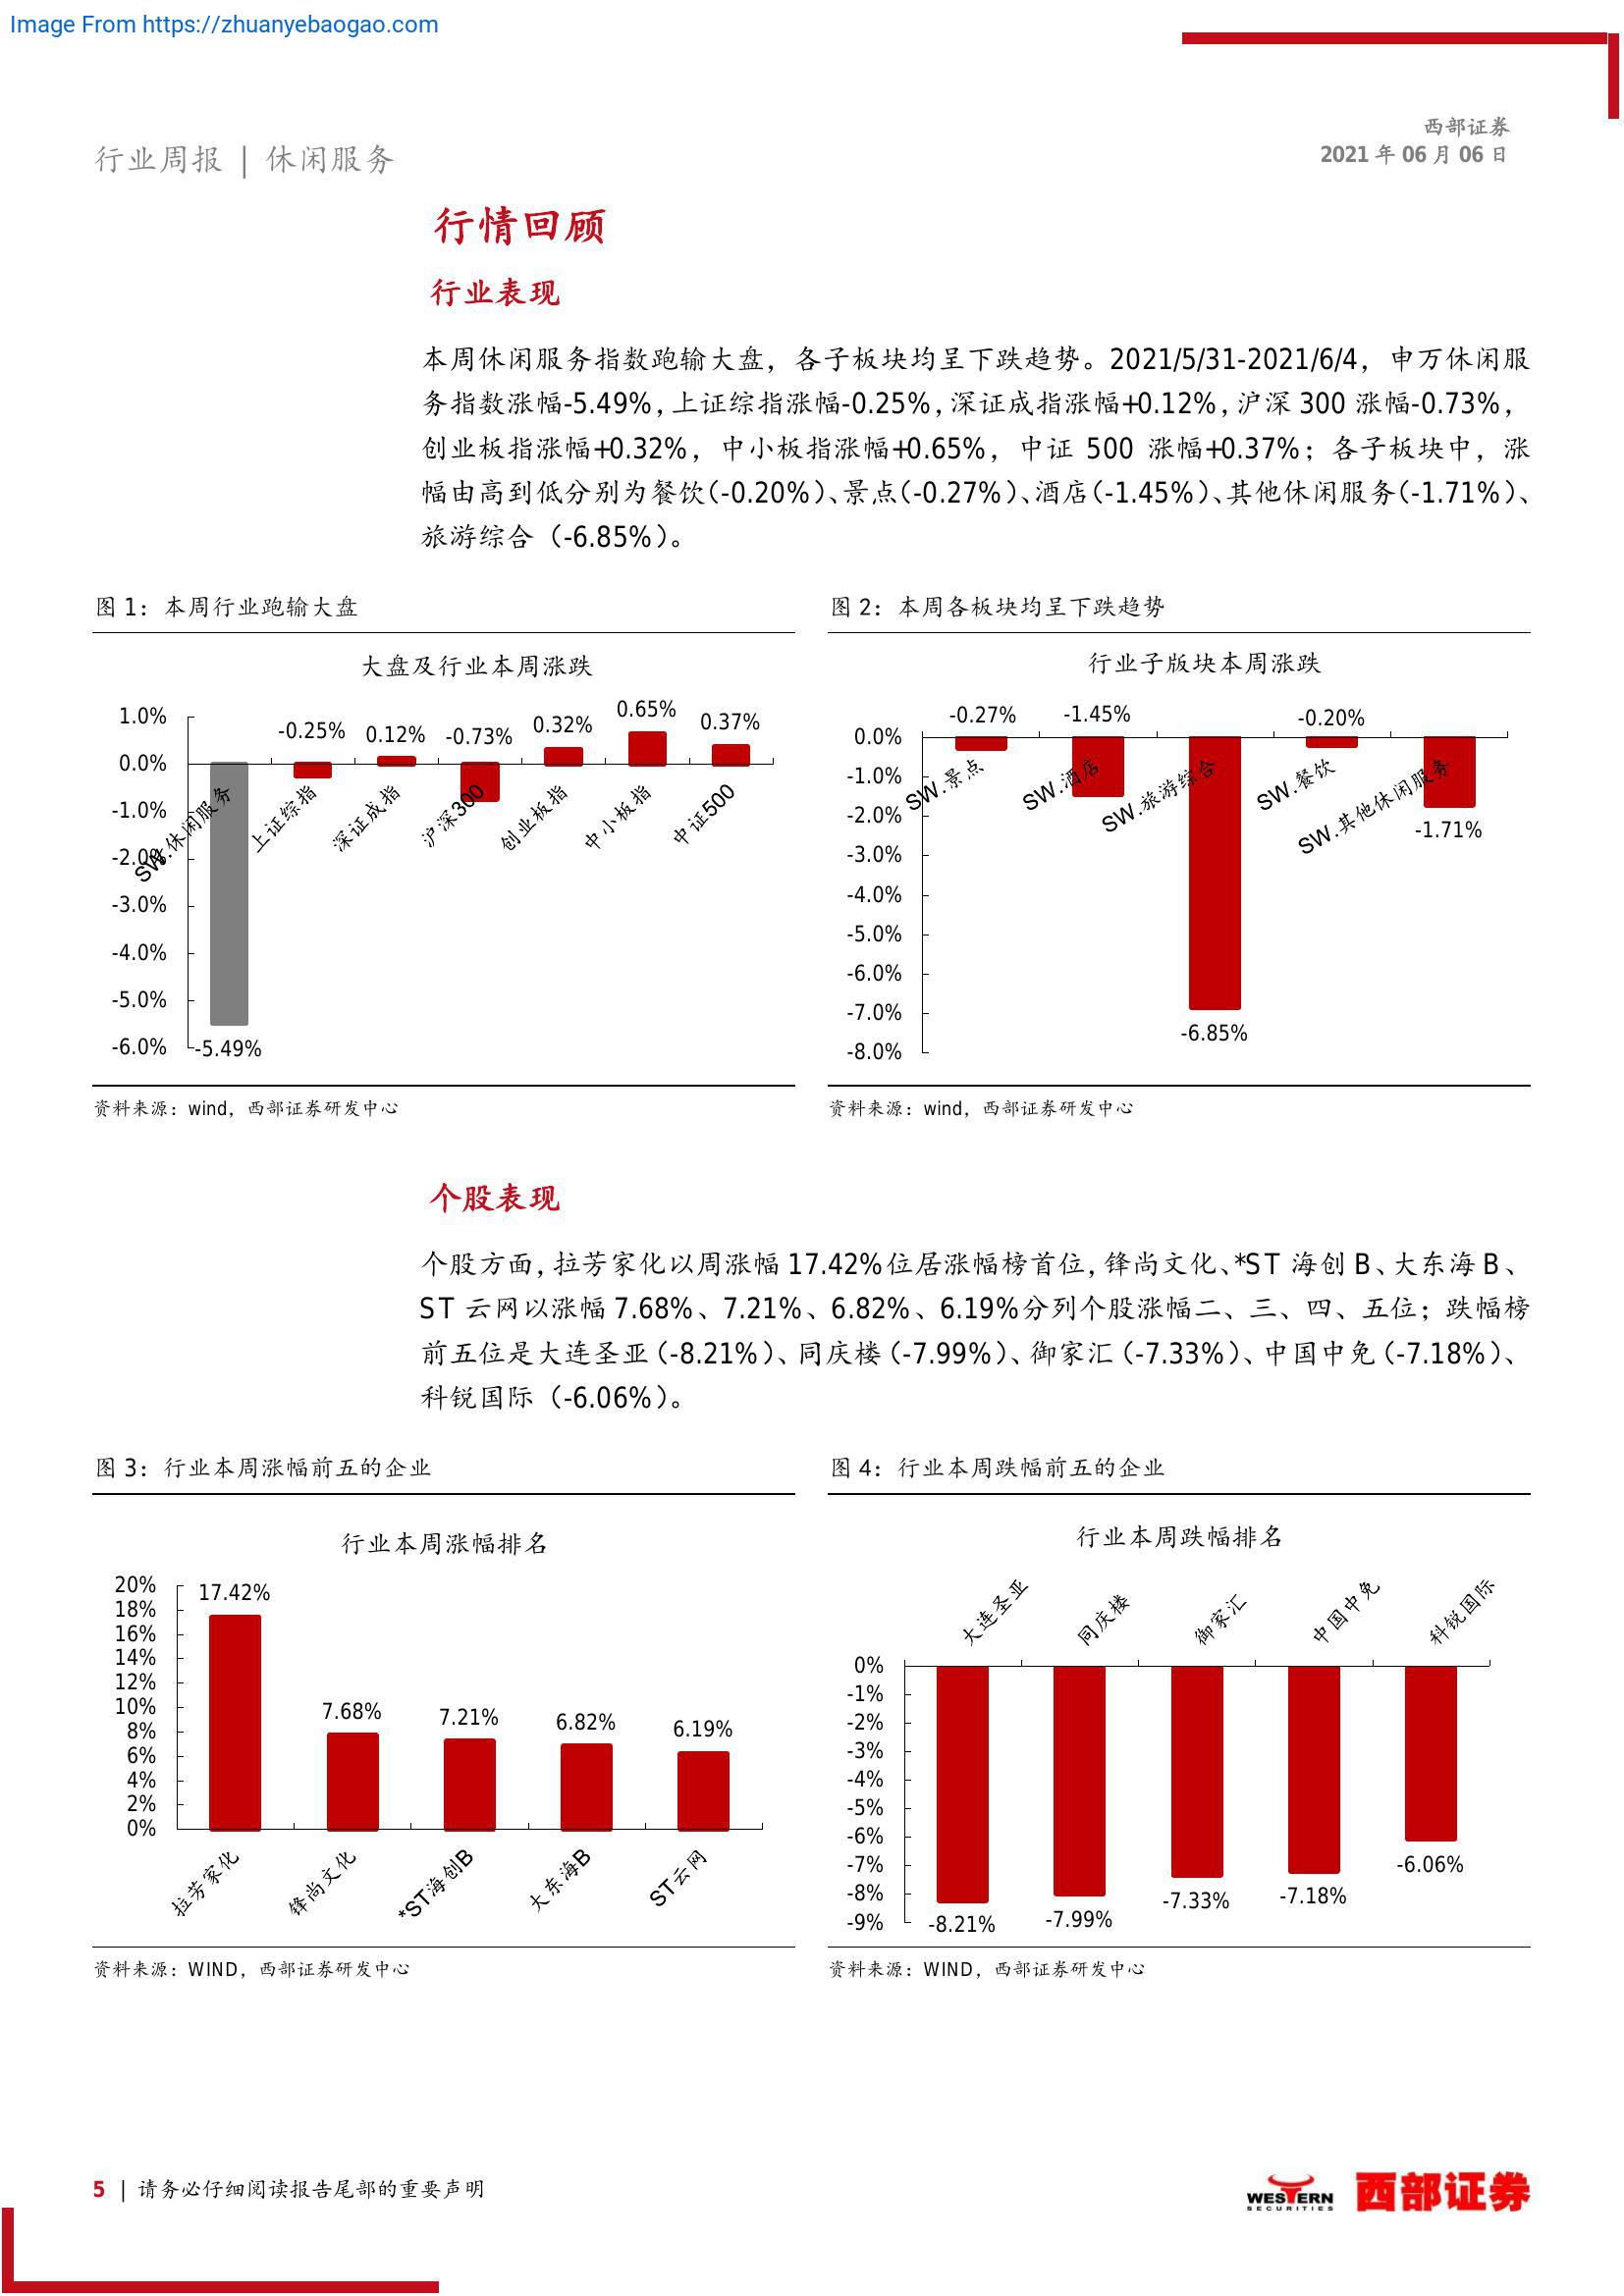 Image From https://zhuanyebaogao.com
西部证券
2021 年 06 月 06 日
行业周报 | 休闲服务
行情回顾
行业表现
本周休闲服务指数跑输大盘，各子板块均呈下跌趋势。2021/5/31-2021/6/4，申万休闲服
务指数涨幅-5.49%，上证综指涨幅-0.25%，深证成指涨幅+0.12%，沪深 300 涨幅-0.73%，
创业板指涨幅+0.32%，中小板指涨幅+0.65%，中证 500 涨幅+0.37%；各子板块中，涨
幅由高到低分别为餐饮（-0.20%）、景点（-0.27%）、酒店（-1.45%）、其他休闲服务（-1.71%）、
旅游综合（-6.85%）。
图 1：本周行业跑输大盘
大盘及行业本周涨跌
1.0%
0.0%
-1.0%
-2.0%
-3.0%
-4.0%
-5.0%
-6.0%
-5.49%
-0.25%
0.12%
-0.73%
0.32%
0.65%
0.37%
SW.休闲服务
上证综指
深证成指
沪深300
创业板指
中小板指
中证500
资料来源：wind，西部证券研发中心
图 2：本周各板块均呈下跌趋势
行业子版块本周涨跌
0.0%
-1.0%
-2.0%
-3.0%
-4.0%
-5.0%
-6.0%
-7.0%
-8.0%
-0.27%
-1.45%
-6.85%
-0.20%
-1.71%
SW.景点
SW.酒店
SW.旅游综合
SW.餐饮
SW.其他休闲服务
资料来源：wind，西部证券研发中心
个股表现
个股方面，拉芳家化以周涨幅 17.42%位居涨幅榜首位，锋尚文化、*ST 海创 B、大东海 B、
ST 云网以涨幅 7.68%、7.21%、6.82%、6.19%分列个股涨幅二、三、四、五位；跌幅榜
前五位是大连圣亚（-8.21%）、同庆楼（-7.99%）、御家汇（-7.33%）、中国中免（-7.18%）、
科锐国际（-6.06%）。
图 3：行业本周涨幅前五的企业
行业本周涨幅排名
20%
18%
16%
14%
12%
10%
8%
6%
4%
2%
0%
17.42%
7.68%
7.21%
6.82%
6.19%
拉芳家化
锋尚文化
*ST海创B
大东海B
ST云网
资料来源：WIND，西部证券研发中心
图 4：行业本周跌幅前五的企业
行业本周跌幅排名
大连圣亚
同庆楼
御家汇
中国中免
科锐国际
0%
-1%
-2%
-3%
-4%
-5%
-6%
-7%
-8%
-9%
-8.21%
-7.99%
-7.33%
-7.18%
-6.06%
资料来源：WIND，西部证券研发中心
5 | 请务必仔细阅读报告尾部的重要声明
WESTERN
SECURITIES
西部证券